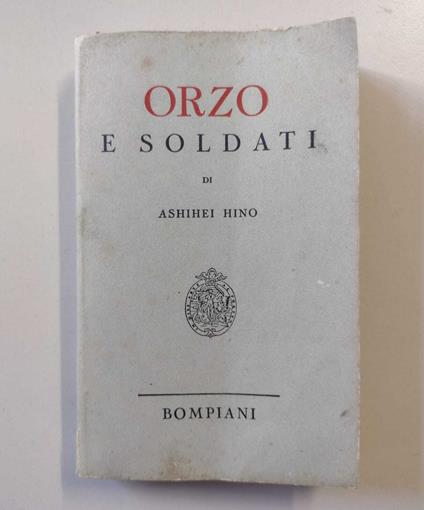 ORZO
E SOLDATI
DI
ASHIHEI HINO
BOMPIANI